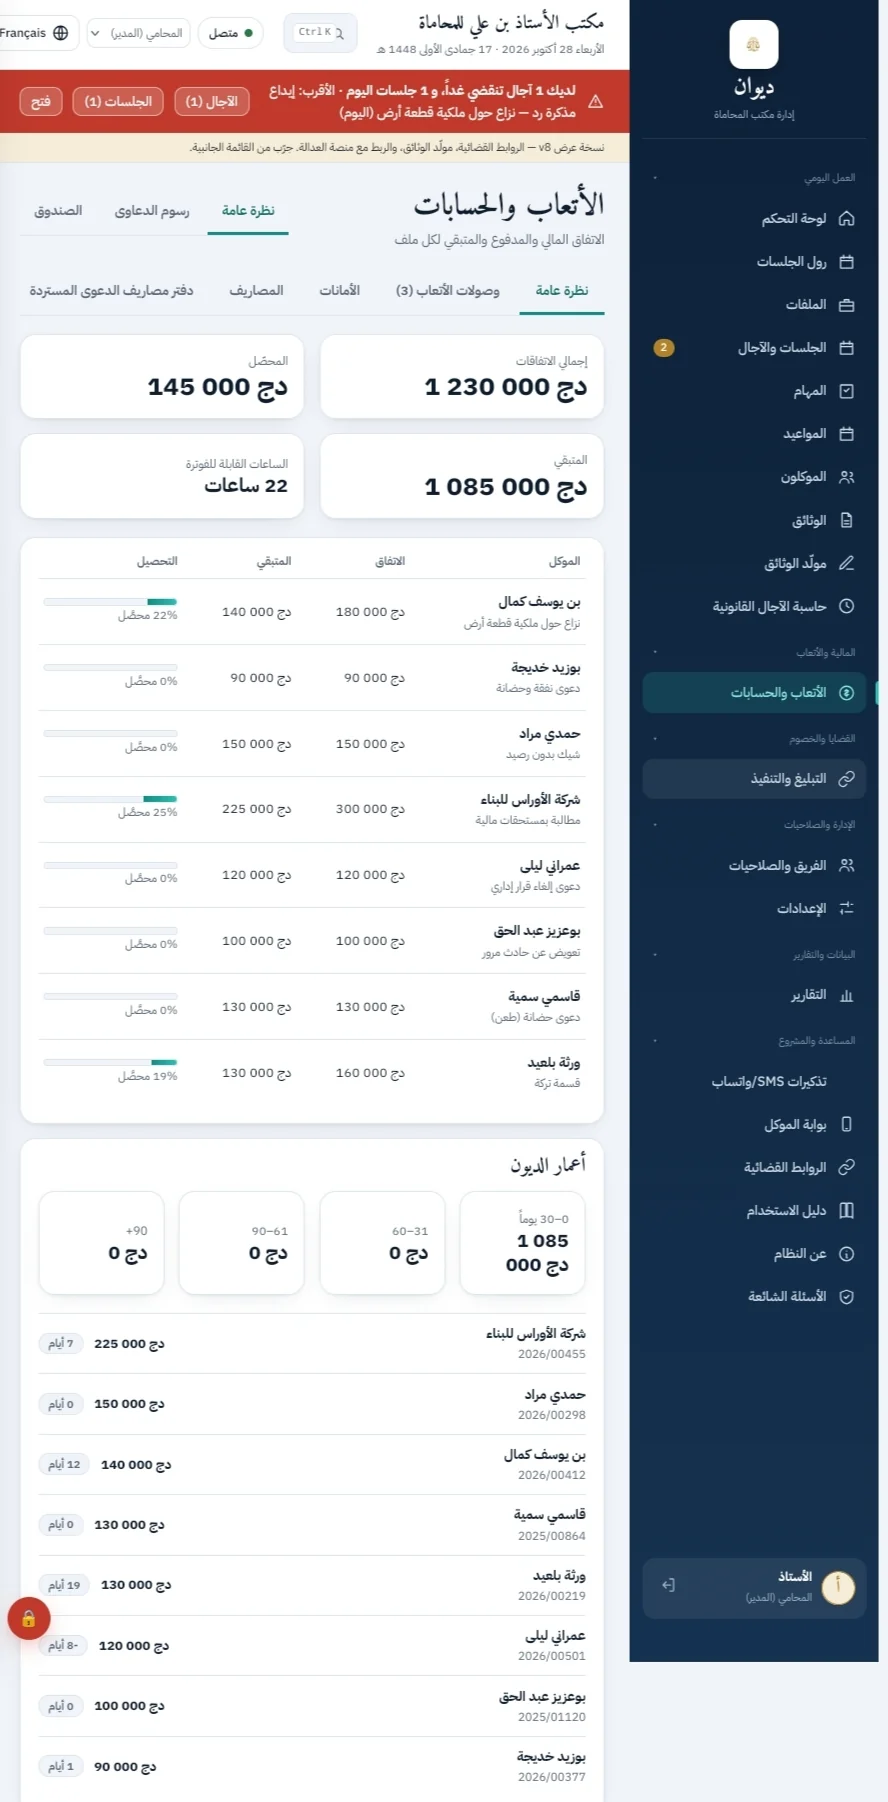 ديوان
إدارة مكتب المحاماة
العمل اليومي
لوحة التحكم
رول الجلسات
الملفات
الجلسات والآجال
2
المهام
المواعيد
الموكلون
الوثائق
مولّد الوثائق
حاسبة الآجال القانونية
المالية والأتعاب
الأتعاب والحسابات
القضايا والخصوم
التبليغ والتنفيذ
الإدارة والصلاحيات
الفريق والصلاحيات
الإعدادات
البيانات والتقارير
التقارير
المساعدة والمشروع
تذكيرات SMS/واتساب
بوابة الموكل
الروابط القضائية
دليل الاستخدام
عن النظام
الأسئلة الشائعة
أ
الأستاذ
المحامي (المدير)
مكتب الأستاذ بن علي للمحاماة
الأربعاء 28 أكتوبر 2026 · 17 جمادى الأولى 1448 هـ
Ctrl K
متصل
المحامي (المدير)
Français
لديك 1 آجال تنقضي غداً، و 1 جلسات اليوم - الأقرب: إيداع
مذكرة رد — نزاع حول ملكية قطعة أرض (اليوم)
الآجال (1)
الجلسات (1)
فتح
نسخة عرض v8 — الروابط القضائية، مولّد الوثائق، والربط مع منصة العدالة. جرّب من القائمة الجانبية.
الأتعاب والحسابات
الاتفاق المالي والمدفوع والمتبقي لكل ملف
نظرة عامة
رسوم الدعاوى
الصندوق
نظرة عامة
وصولات الأتعاب (3)
الأمانات
المصاريف
دفتر مصاريف الدعوى المستردة
إجمالي الاتفاقات
1 230 000 دج
المحصّل
145 000 دج
المتبقي
1 085 000 دج
الساعات القابلة للفوترة
22 ساعات
الموكل الاتفاق المتبقي التحصيل
بن يوسف كمال
نزاع حول ملكية قطعة أرض
180 000 دج
140 000 دج
22% محصَّل
بوزيد خديجة
دعوى نفقة وحضانة
90 000 دج
90 000 دج
0% محصَّل
حمدي مراد
شيك بدون رصيد
150 000 دج
150 000 دج
0% محصَّل
شركة الأوراس للبناء
مطالبة بمستحقات مالية
300 000 دج
225 000 دج
25% محصَّل
عمراني ليلى
دعوى إلغاء قرار إداري
120 000 دج
120 000 دج
0% محصَّل
بوعزيز عبد الحق
تعويض عن حادث مرور
100 000 دج
100 000 دج
0% محصَّل
قاسمي سمية
دعوى حضانة (طعن)
130 000 دج
130 000 دج
0% محصَّل
ورثة بلعيد
قسمة تركة
160 000 دج
130 000 دج
19% محصَّل
أعمار الديون
0–30 يوماً
1 085
000 دج
31–60
0 دج
61–90
0 دج
90+
0 دج
شركة الأوراس للبناء
2026/00455
225 000 دج
7 أيام
حمدي مراد
2026/00298
150 000 دج
0 أيام
بن يوسف كمال
2026/00412
140 000 دج
12 أيام
قاسمي سمية
2025/00864
130 000 دج
0 أيام
ورثة بلعيد
2026/00219
130 000 دج
19 أيام
عمراني ليلى
2026/00501
120 000 دج
-8 أيام
بوعزيز عبد الحق
2025/01120
100 000 دج
0 أيام
بوزيد خديجة
2026/00377
90 000 دج
1 أيام